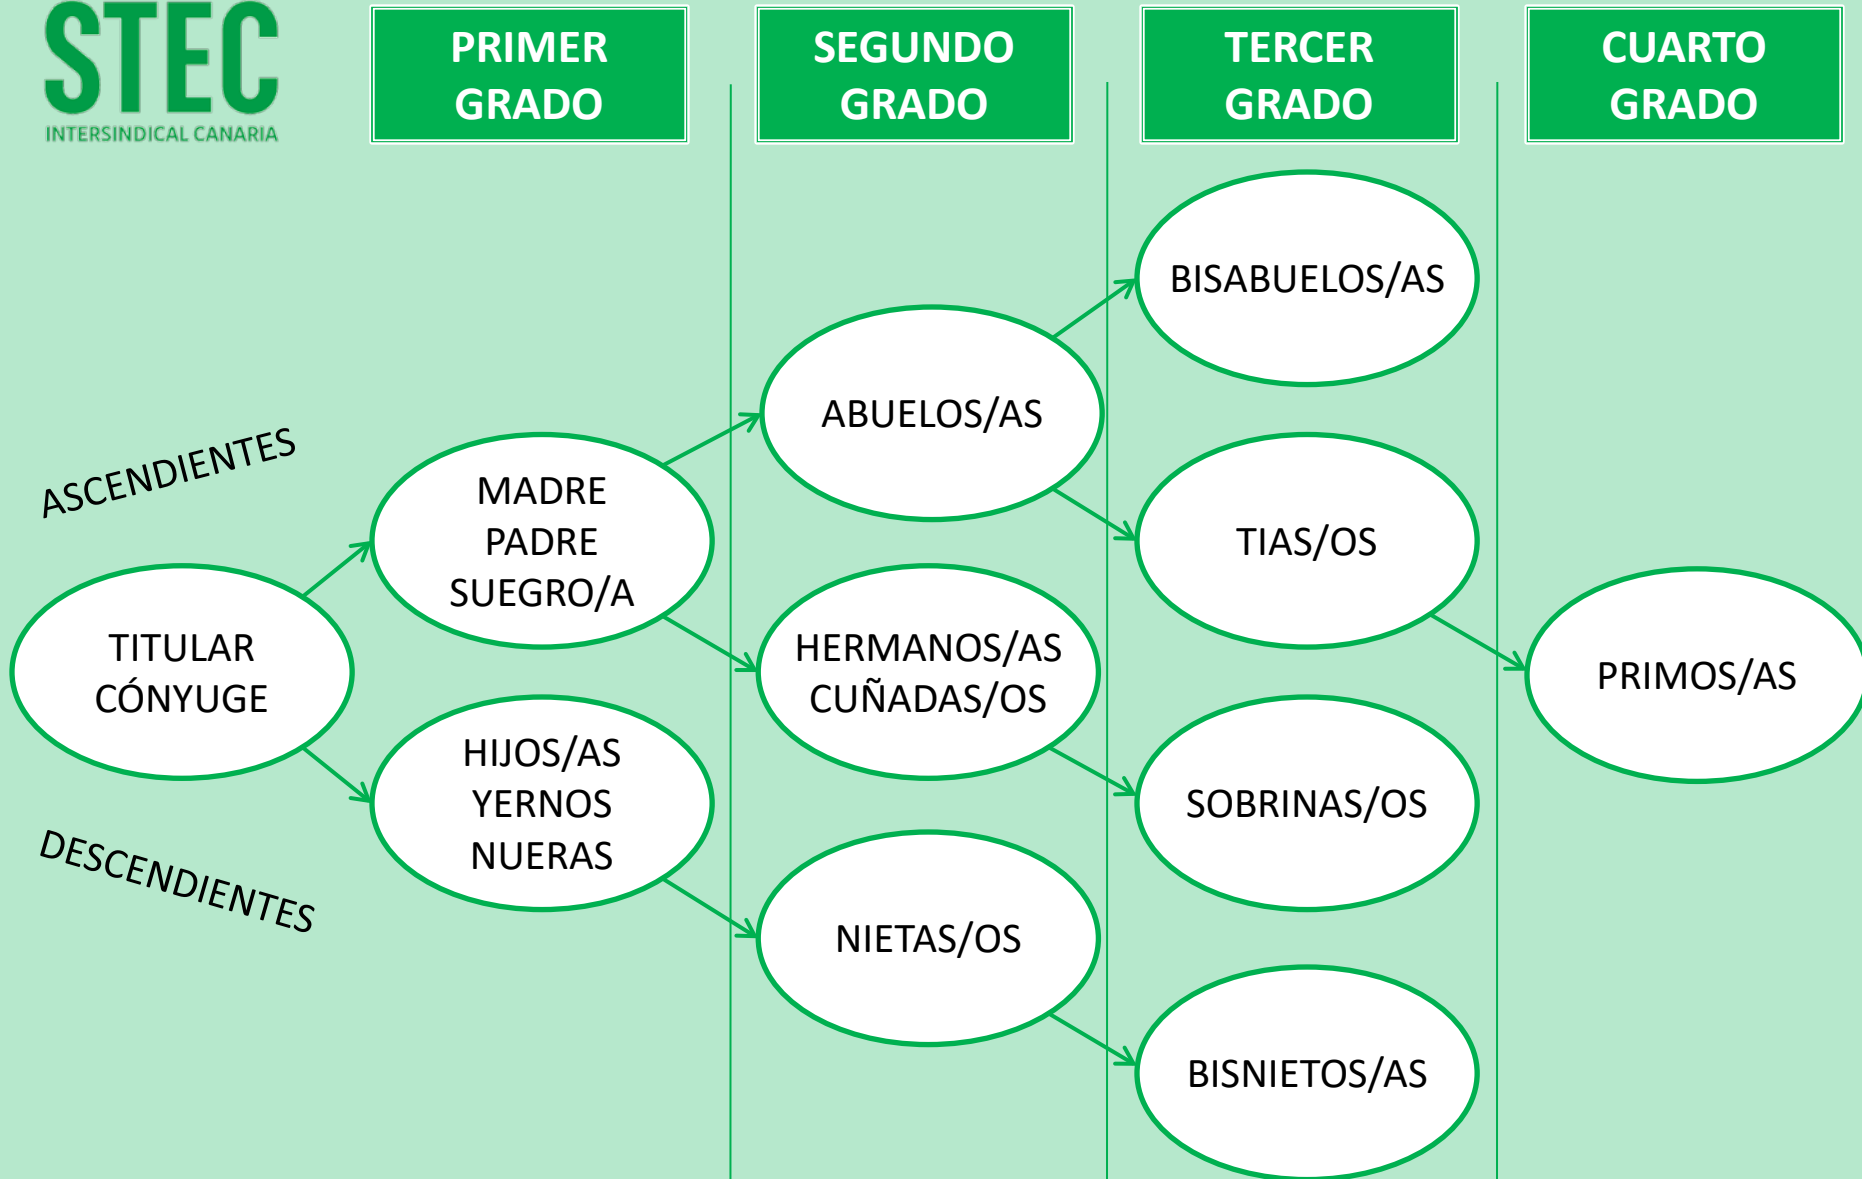 STEC
INTERSINDICAL CANARIA
PRIMER
GRADO
SEGUNDO
GRADO
TERCER
GRADO
CUARTO
GRADO
ASCENDIENTES
DESCENDIENTES
TITULAR
CÓNYUGE
MADRE
PADRE
SUEGRO/A
HIJOS/AS
YERNOS
NUERAS
ABUELOS/AS
HERMANOS/AS
CUÑADAS/OS
NIETAS/OS
BISABUELOS/AS
TIAS/OS
SOBRINAS/OS
BISNIETOS/AS
PRIMOS/AS